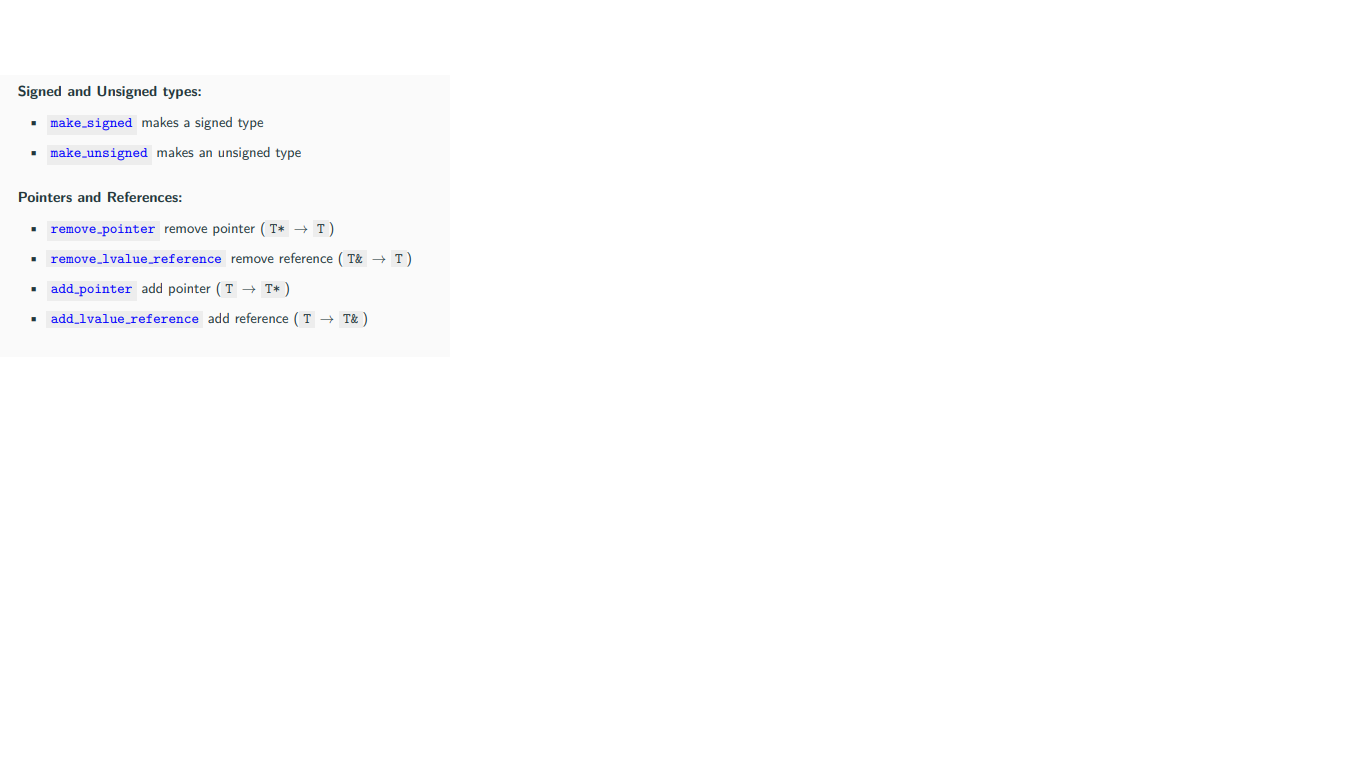 Signed and Unsigned types:
▪ make_signed makes a signed type
▪ make_unsigned makes an unsigned type
Pointers and References:
▪ remove_pointer remove pointer ( T* → T )
▪ remove_lvalue_reference remove reference ( T& → T )
▪ add_pointer add pointer ( T → T* )
▪ add_lvalue_reference add reference ( T → T& )